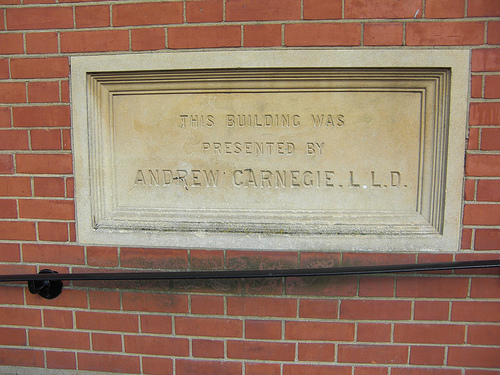 THIS BUILDING WAS
PRESENTED BY
ANDREW CARNEGIE. L.L.D.